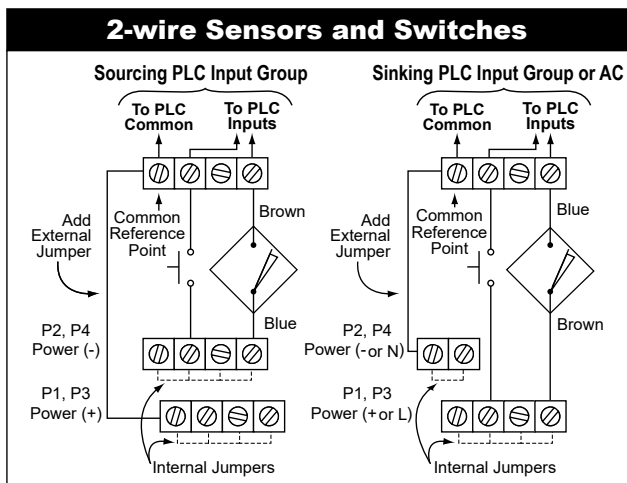 2-wire Sensors and Switches
Sourcing PLC Input Group
To PLC
Common
To PLC
Inputs
Add
External
Jumper
Common
Reference
Point
Brown
Blue
P2, P4
Power (-)
P1, P3
Power (+)
Internal Jumpers
Sinking PLC Input Group or AC
To PLC
Common
To PLC
Inputs
Add
External
Jumper
Common
Reference
Point
Blue
Brown
P2, P4
Power (-or N)
P1, P3
Power (+or L)
Internal Jumpers